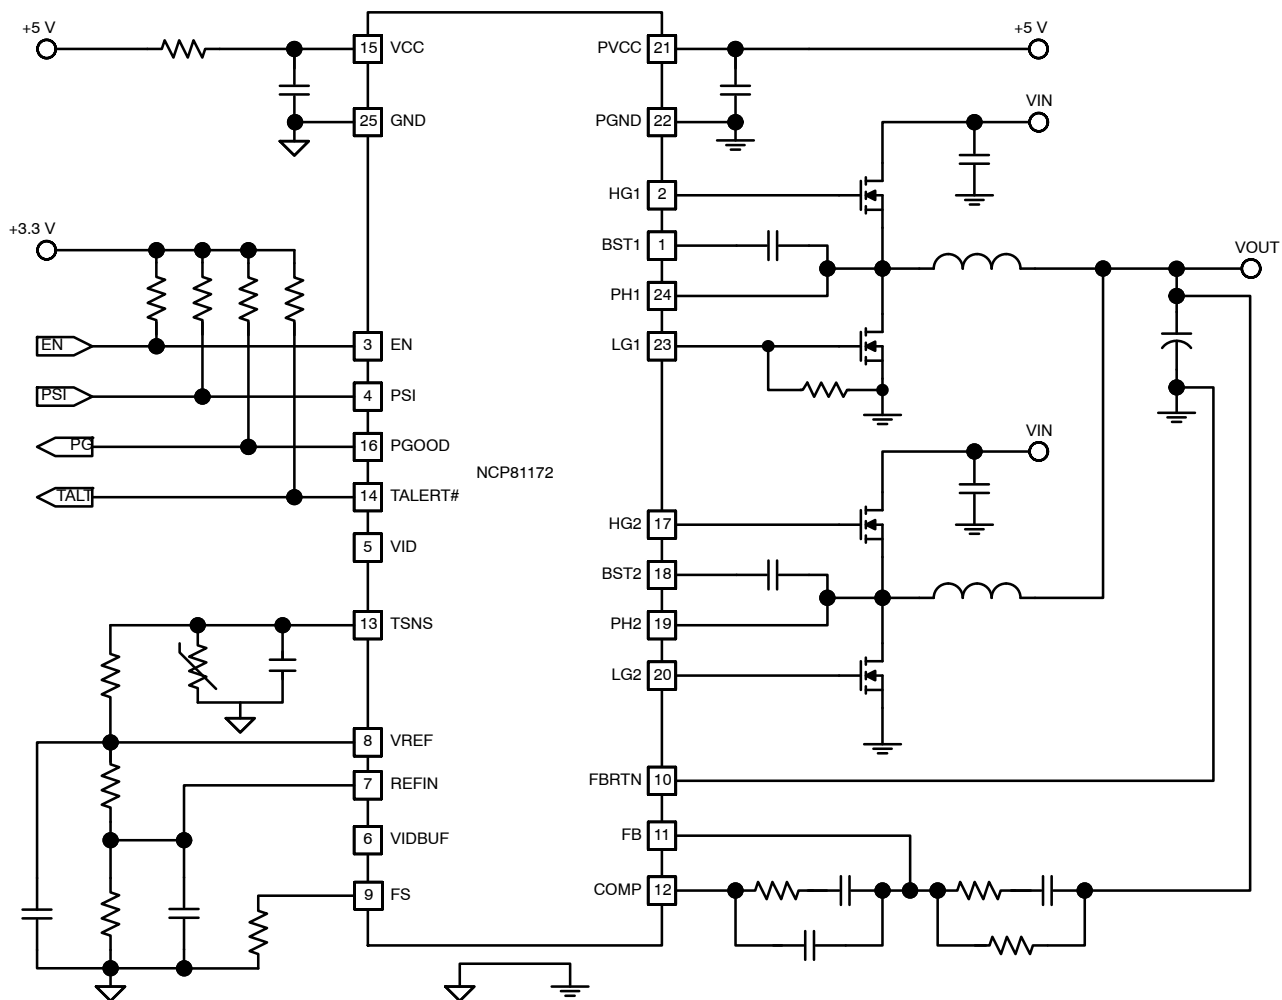 +5 V
15 VCC
25 GND
+3.3 V
EN
3 EN
PSI
4 PSI
PG
16 PGOOD
TALT
14 TALERT#
5 VID
13 TSNS
8 VREF
7 REFIN
6 VIDBUF
9 FS
NCP81172
PVCC 21
+5 V
PGND 22
VIN
HG1 2
BST1 1
VOUT
PH1 24
LG1 23
VIN
HG2 17
BST2 18
PH2 19
LG2 20
FBRTN 10
FB 11
COMP 12